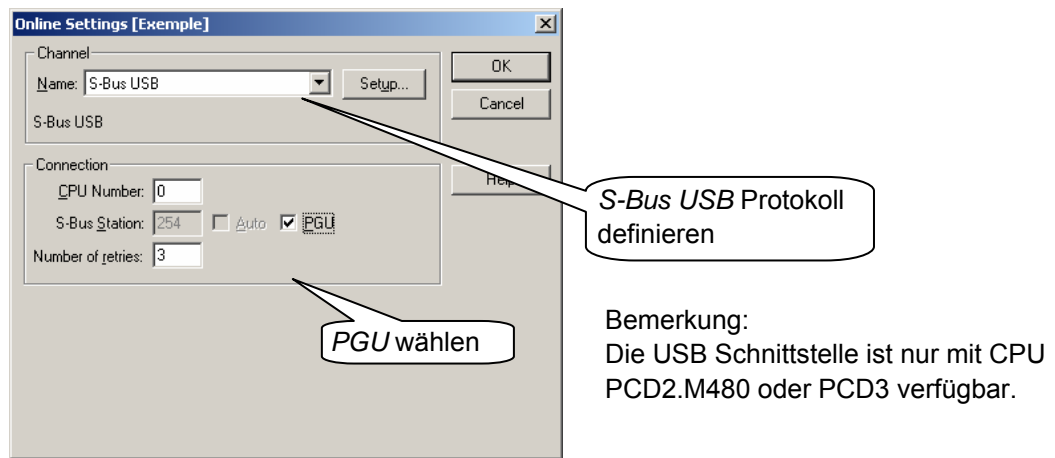 Online Settings [Exemple]
Channel
Name: S-Bus USB
Setup...
S-Bus USB
OK
Cancel
Connection
CPU Number: 0
S-Bus Station: 254 Auto PGU
Number of retries: 3
S-Bus USB Protokoll
definieren
PGU wählen
Bemerkung:
Die USB Schnittstelle ist nur mit CPU
PCD2.M480 oder PCD3 verfügbar.